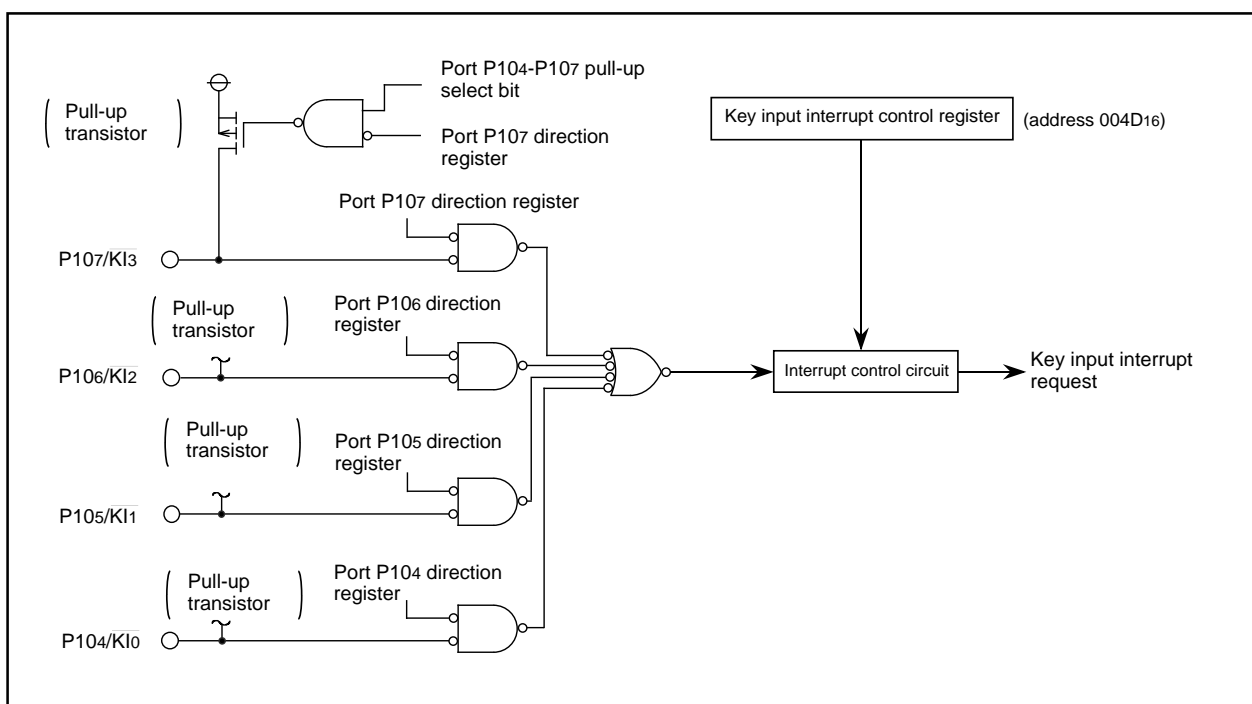 Port P104-P107 pull-up
select bit
Pull-up
transistor
Port P107 direction
register
Key input interrupt control register
(address 004D16)
Port P107 direction register
P107/KI3
Pull-up
transistor
Port P106 direction
register
P106/KI2
Interrupt control circuit
Key input interrupt
request
Pull-up
transistor
Port P105 direction
register
P105/KI1
Pull-up
transistor
Port P104 direction
register
P104/KI0